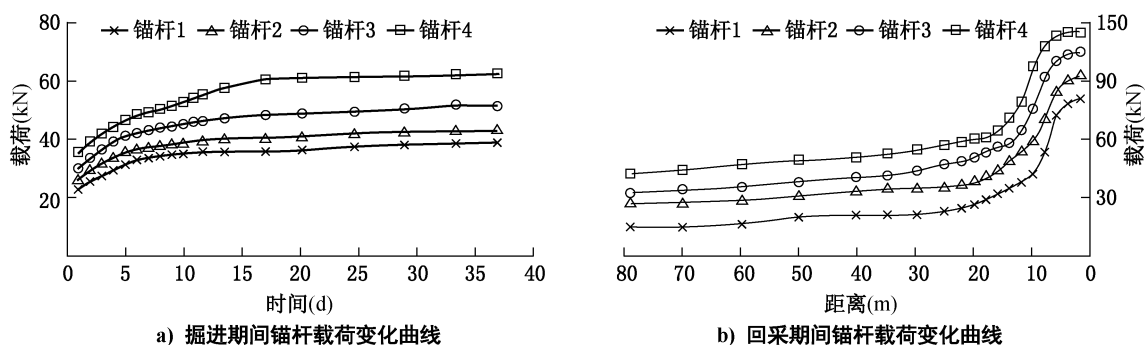 80
60
40
20
载荷(kN)
锚杆1 锚杆2 锚杆3 锚杆4
0 5 10 15 20 25 30 35 40
时间(d)
a) 掘进期间锚杆载荷变化曲线
锚杆1 锚杆2 锚杆3 锚杆4
150
90
60
30
载荷(kN)
80 70 60 50 40 30 20 10 0
距离(m)
b) 回采期间锚杆载荷变化曲线